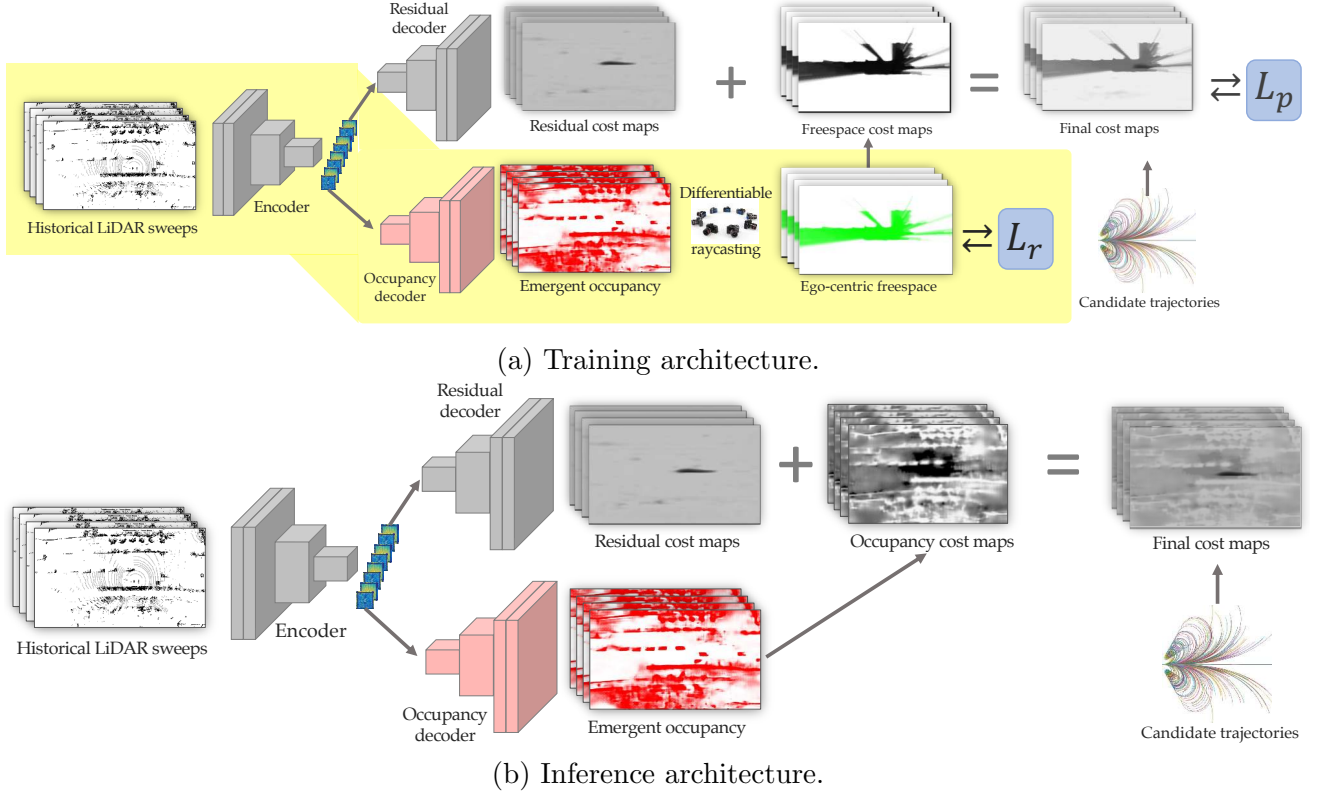 Residual
decoder
Residual cost maps
+
Freespace cost maps
=
Final cost maps
L_p
Historical LiDAR sweeps
Encoder
Occupancy
decoder
Emergent occupancy
Differentiable
raycasting
Ego-centric freespace
L_r
Candidate trajectories
(a) Training architecture.
Residual
decoder
Residual cost maps
+
Occupancy cost maps
=
Final cost maps
Historical LiDAR sweeps
Encoder
Occupancy
decoder
Emergent occupancy
Candidate trajectories
(b) Inference architecture.